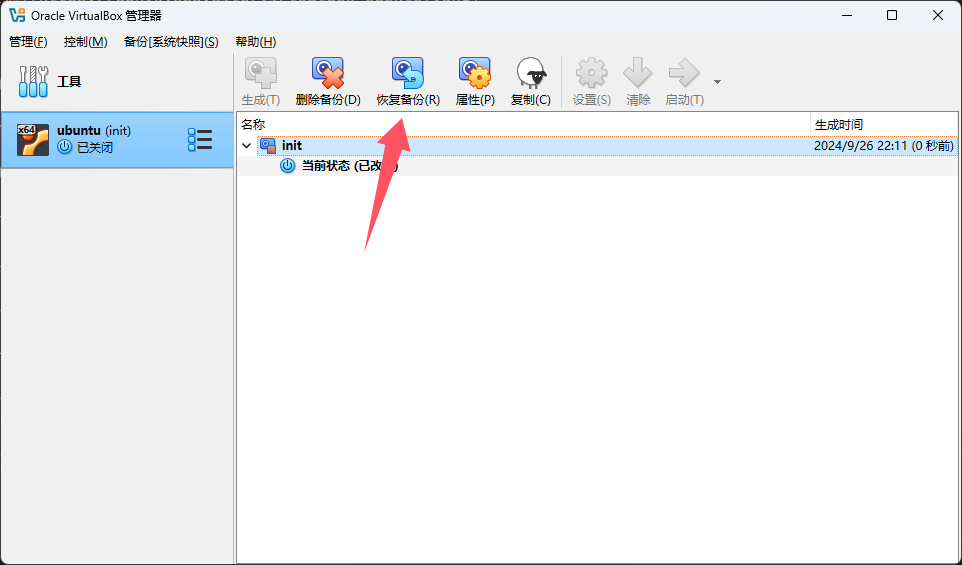 Oracle VirtualBox 管理器
管理(F) 控制(M) 备份[系统快照](S) 帮助(H)
工具
生成(T) 删除备份(D) 恢复备份(R) 属性(P) 复制(C) 设置(S) 清除 启动(T)
x64
ubuntu (init)
已关闭
名称 生成时间
init 2024/9/26 22:11 (0 秒前)
当前状态 (已改